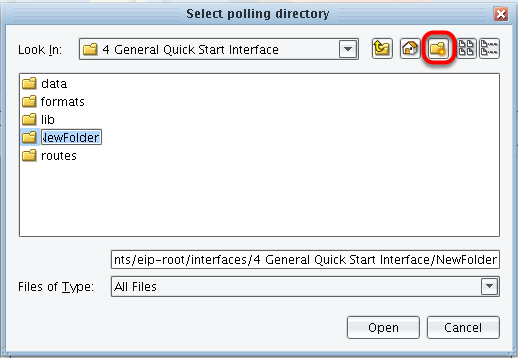 Select polling directory
Look In: 4 General Quick Start Interface
data
formats
lib
NewFolder
routes
nts/eip-root/interfaces/4 General Quick Start Interface/NewFolder
Files of Type: All Files
Open Cancel